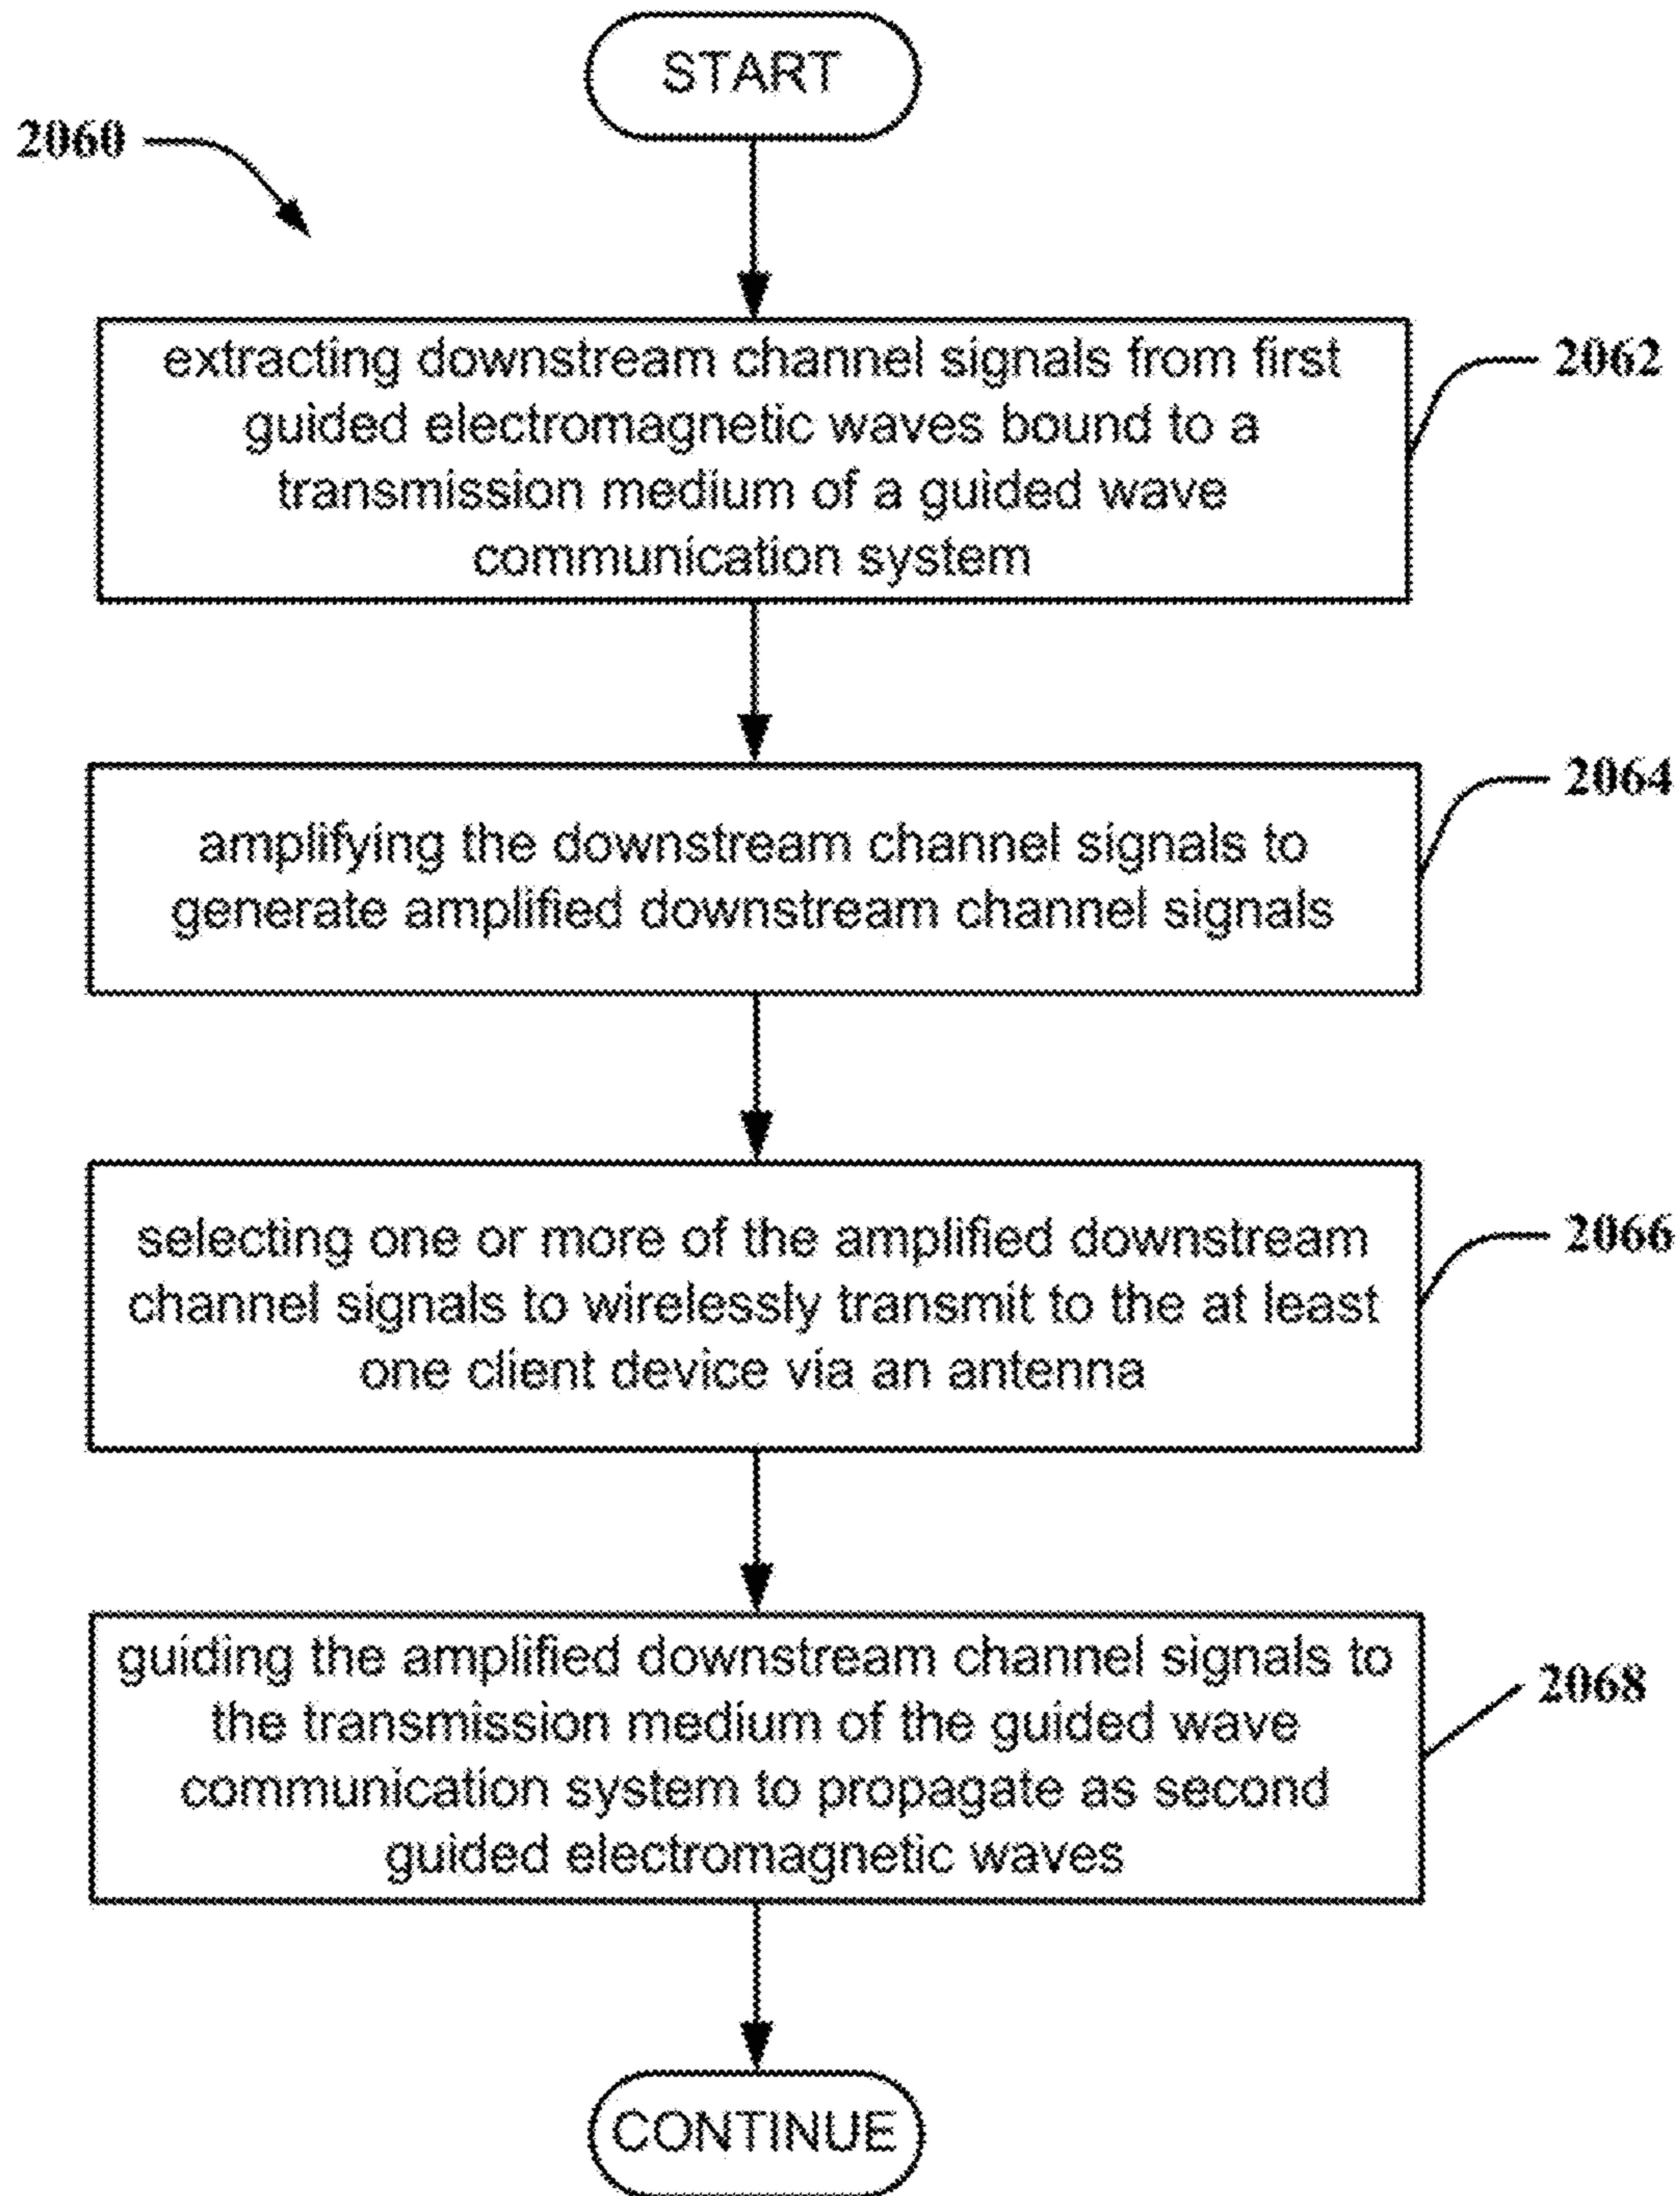 START
2060
extracting downstream channel signals from first
guided electromagnetic waves bound to a
transmission medium of a guided wave
communication system
2062
amplifying the downstream channel signals to
generate amplified downstream channel signals
2064
selecting one or more of the amplified downstream
channel signals to wirelessly transmit to the at least
one client device via an antenna
2066
guiding the amplified downstream channel signals to
the transmission medium of the guided wave
communication system to propagate as second
guided electromagnetic waves
2068
CONTINUE